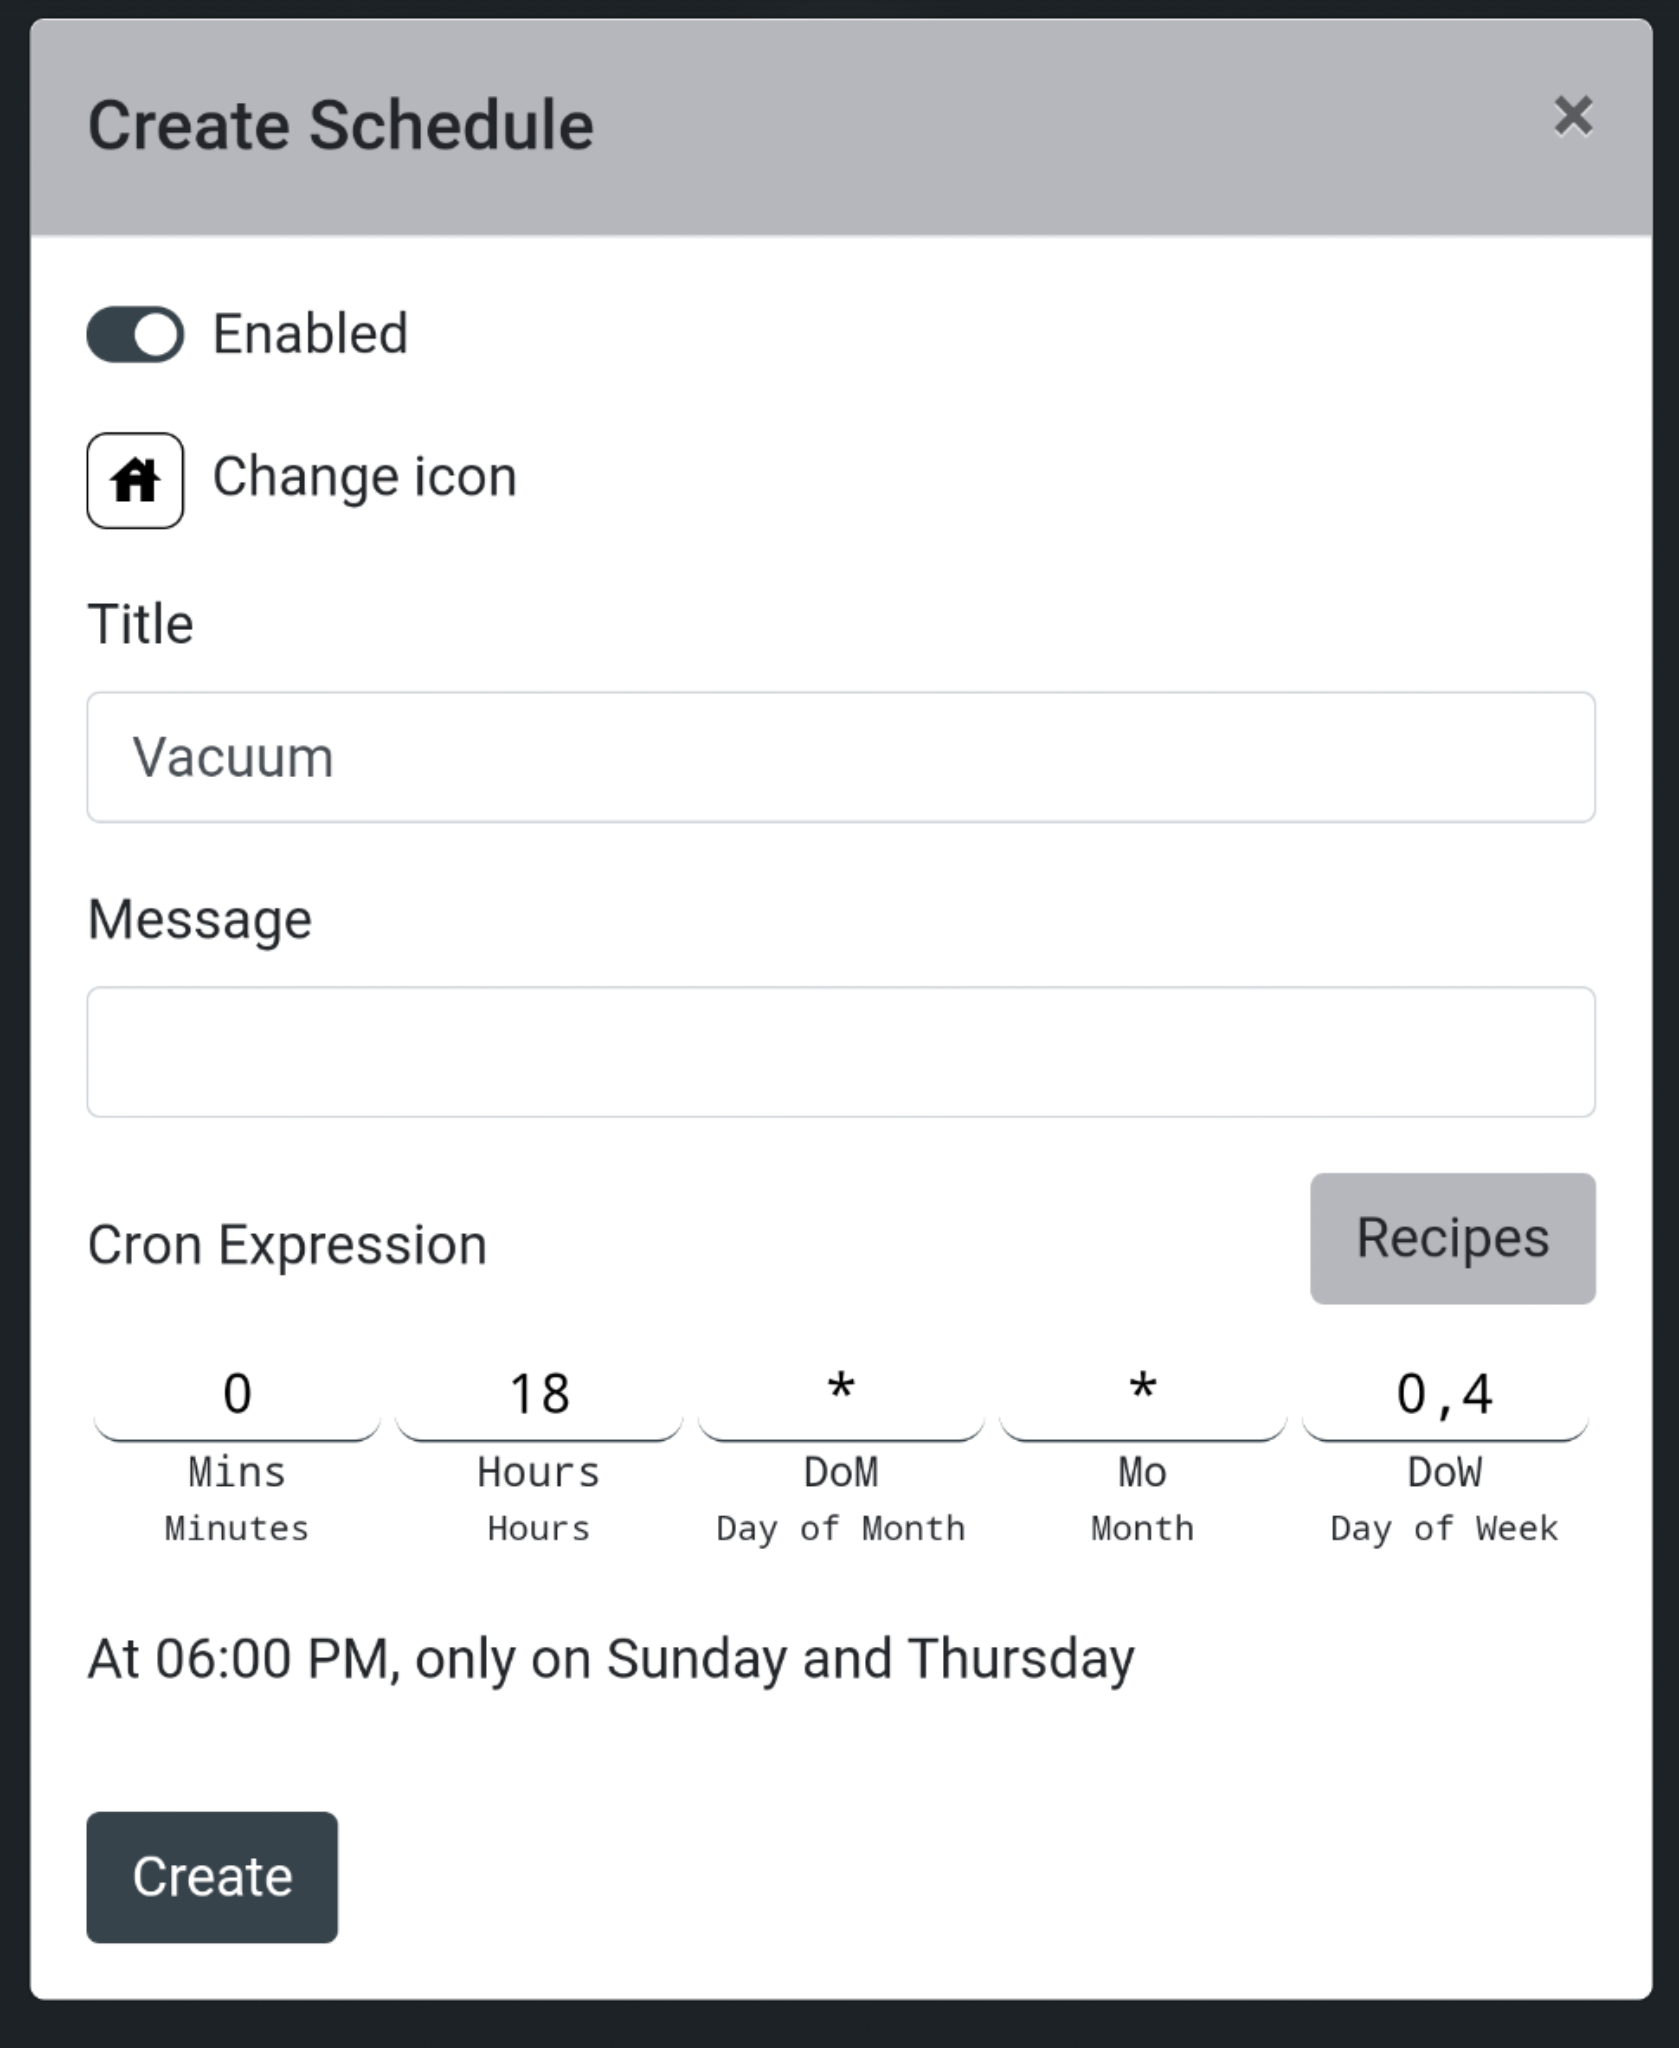 Create Schedule ×
Enabled
Change icon
Title
Vacuum
Message
Cron Expression Recipes
0 18 * * 0,4
Mins Hours DoM Mo DoW
Minutes Hours Day of Month Month Day of Week
At 06:00 PM, only on Sunday and Thursday
Create